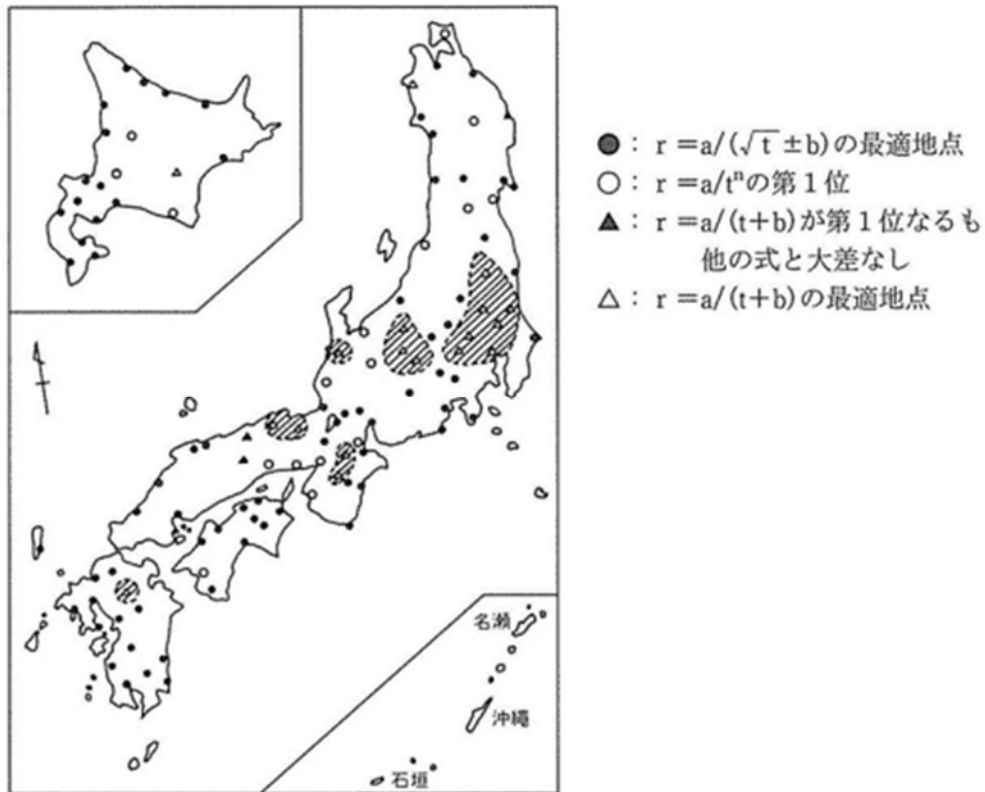 ●： r＝a/(√t ±b)の最適地点
○： r＝a/tⁿの第1位
▲： r＝a/(t＋b)が第1位なるも
他の式と大差なし
△： r＝a/(t＋b)の最適地点
名瀬
沖縄
石垣